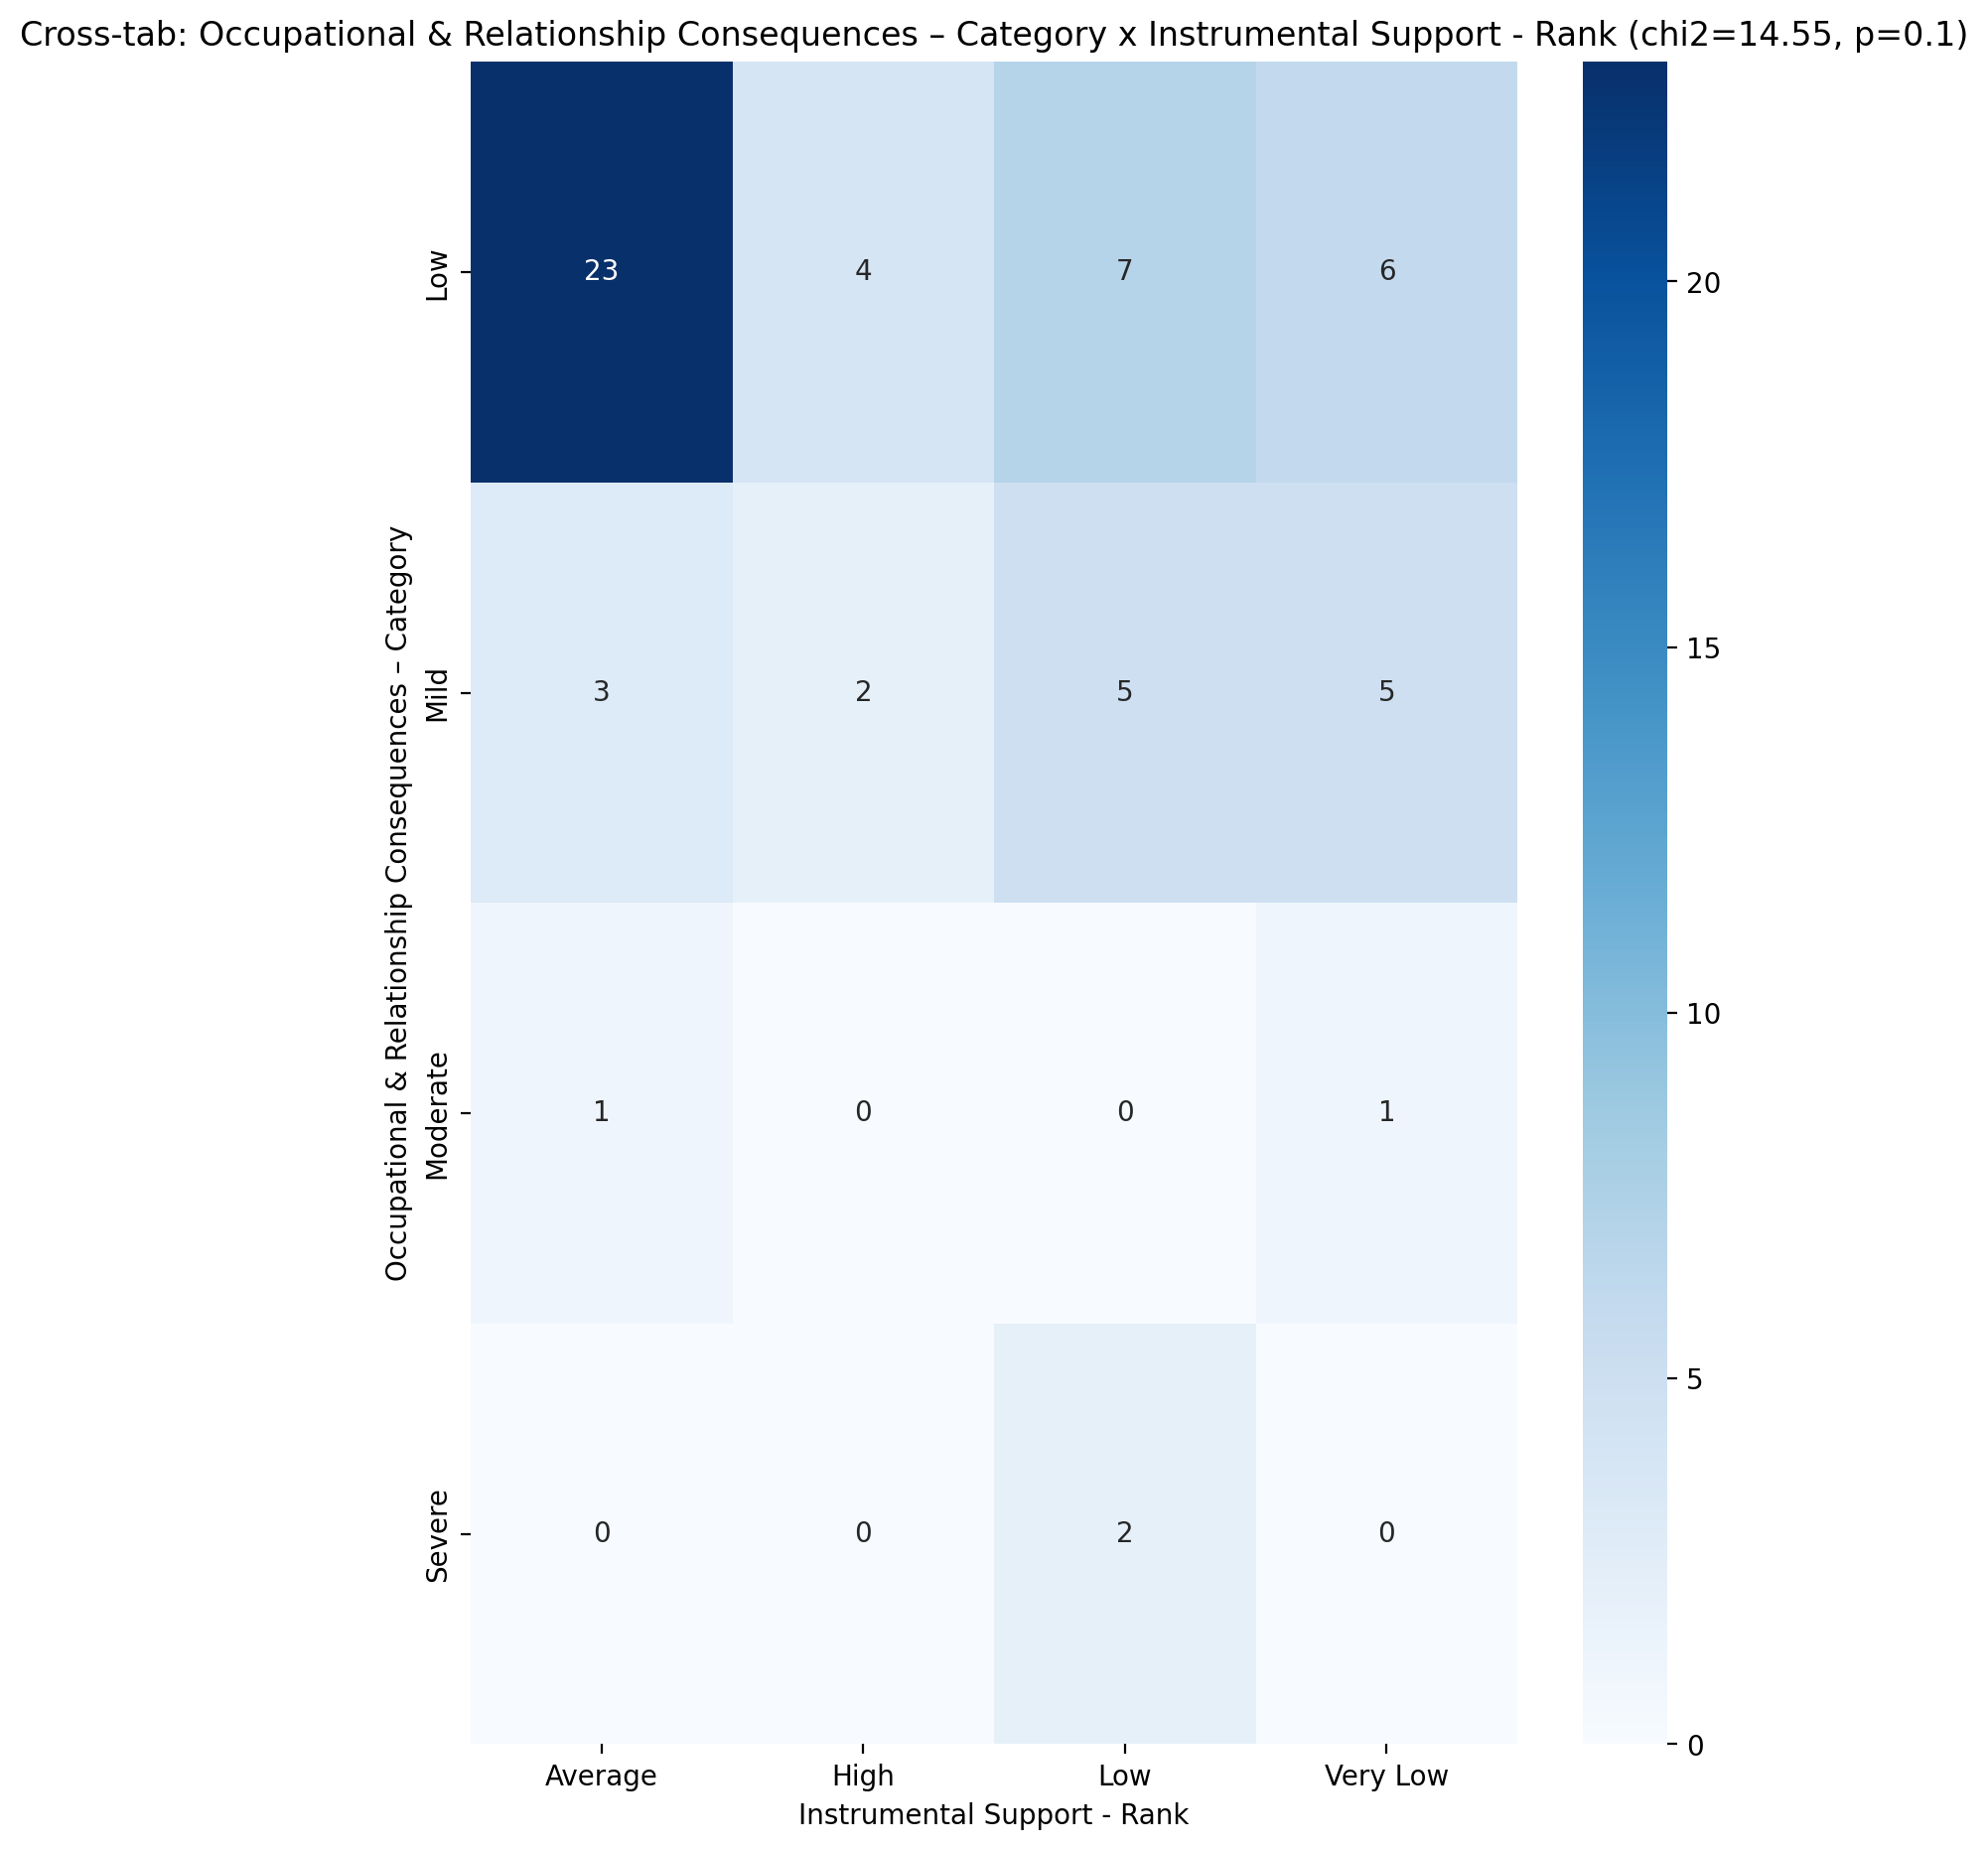 Cross-tab: Occupational & Relationship Consequences – Category x Instrumental Support - Rank (chi2=14.55, p=0.1)
Occupational & Relationship Consequences – Category
Low
23 4 7 6
Mild
3 2 5 5
Moderate
1 0 0 1
Severe
0 0 2 0
Average High Low Very Low
Instrumental Support - Rank
20
15
10
5
0